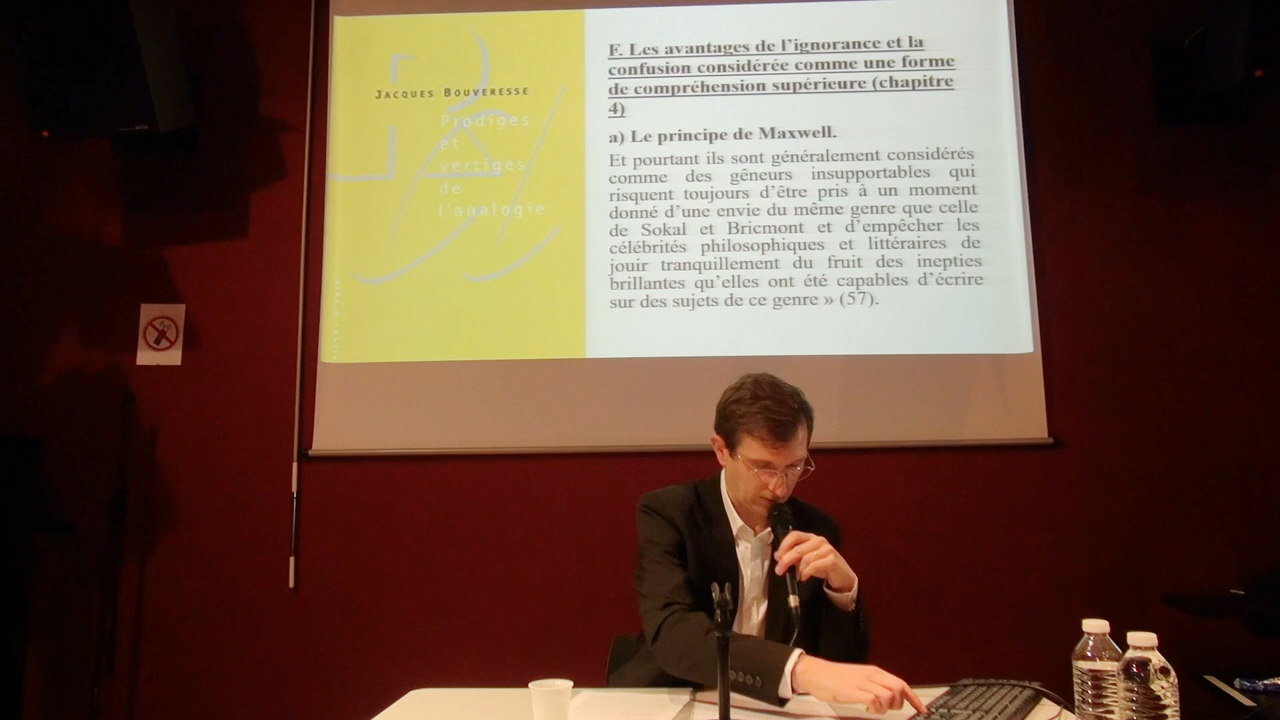 JACQUES BOUVERESSE
Prodiges
et
vertiges
de
l'analogie
F. Les avantages de l'ignorance et la
confusion considérée comme une forme
de compréhension supérieure (chapitre
4)
a) Le principe de Maxwell.
Et pourtant ils sont généralement considérés
comme des gêneurs insupportables qui
risquent toujours d'être pris à un moment
donné d'une envie du même genre que celle
de Sokal et Bricmont et d'empêcher les
célébrités philosophiques et littéraires de
jouir tranquillement du fruit des inepties
brillantes qu'elles ont été capables d'écrire
sur des sujets de ce genre » (57).